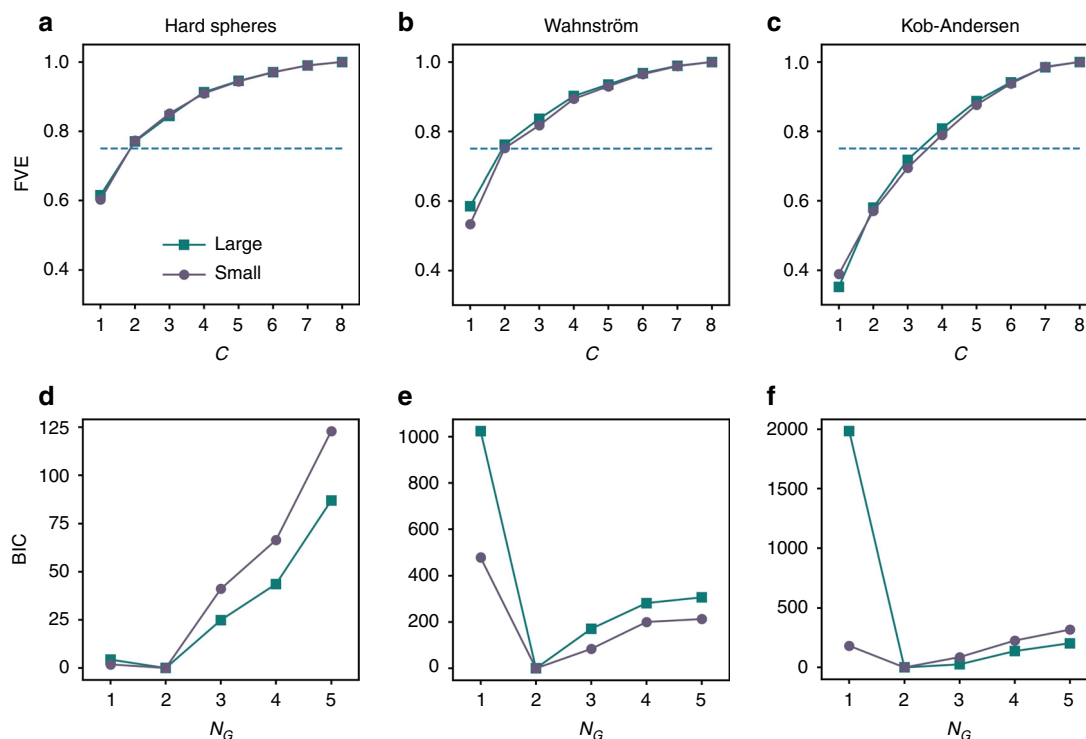 a
Hard spheres
b
Wahnström
c
Kob-Andersen
FVE
1.0
0.8
0.6
0.4
Large
Small
1 2 3 4 5 6 7 8
C
1.0
0.8
0.6
0.4
1 2 3 4 5 6 7 8
C
1.0
0.8
0.6
0.4
1 2 3 4 5 6 7 8
C
d
BIC
125
100
75
50
25
0
1 2 3 4 5
N_G
e
1000
800
600
400
200
0
1 2 3 4 5
N_G
f
2000
1500
1000
500
0
1 2 3 4 5
N_G